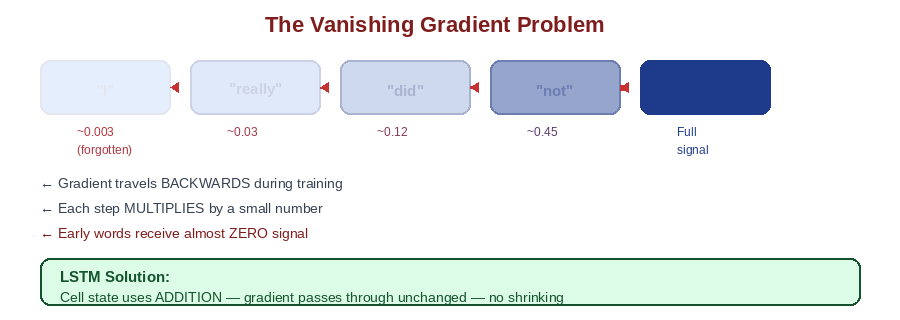 The Vanishing Gradient Problem
"I"
"really"
"did"
"not"
~0.003
(forgotten)
~0.03
~0.12
~0.45
Full
signal
← Gradient travels BACKWARDS during training
← Each step MULTIPLIES by a small number
← Early words receive almost ZERO signal
LSTM Solution:
Cell state uses ADDITION — gradient passes through unchanged — no shrinking